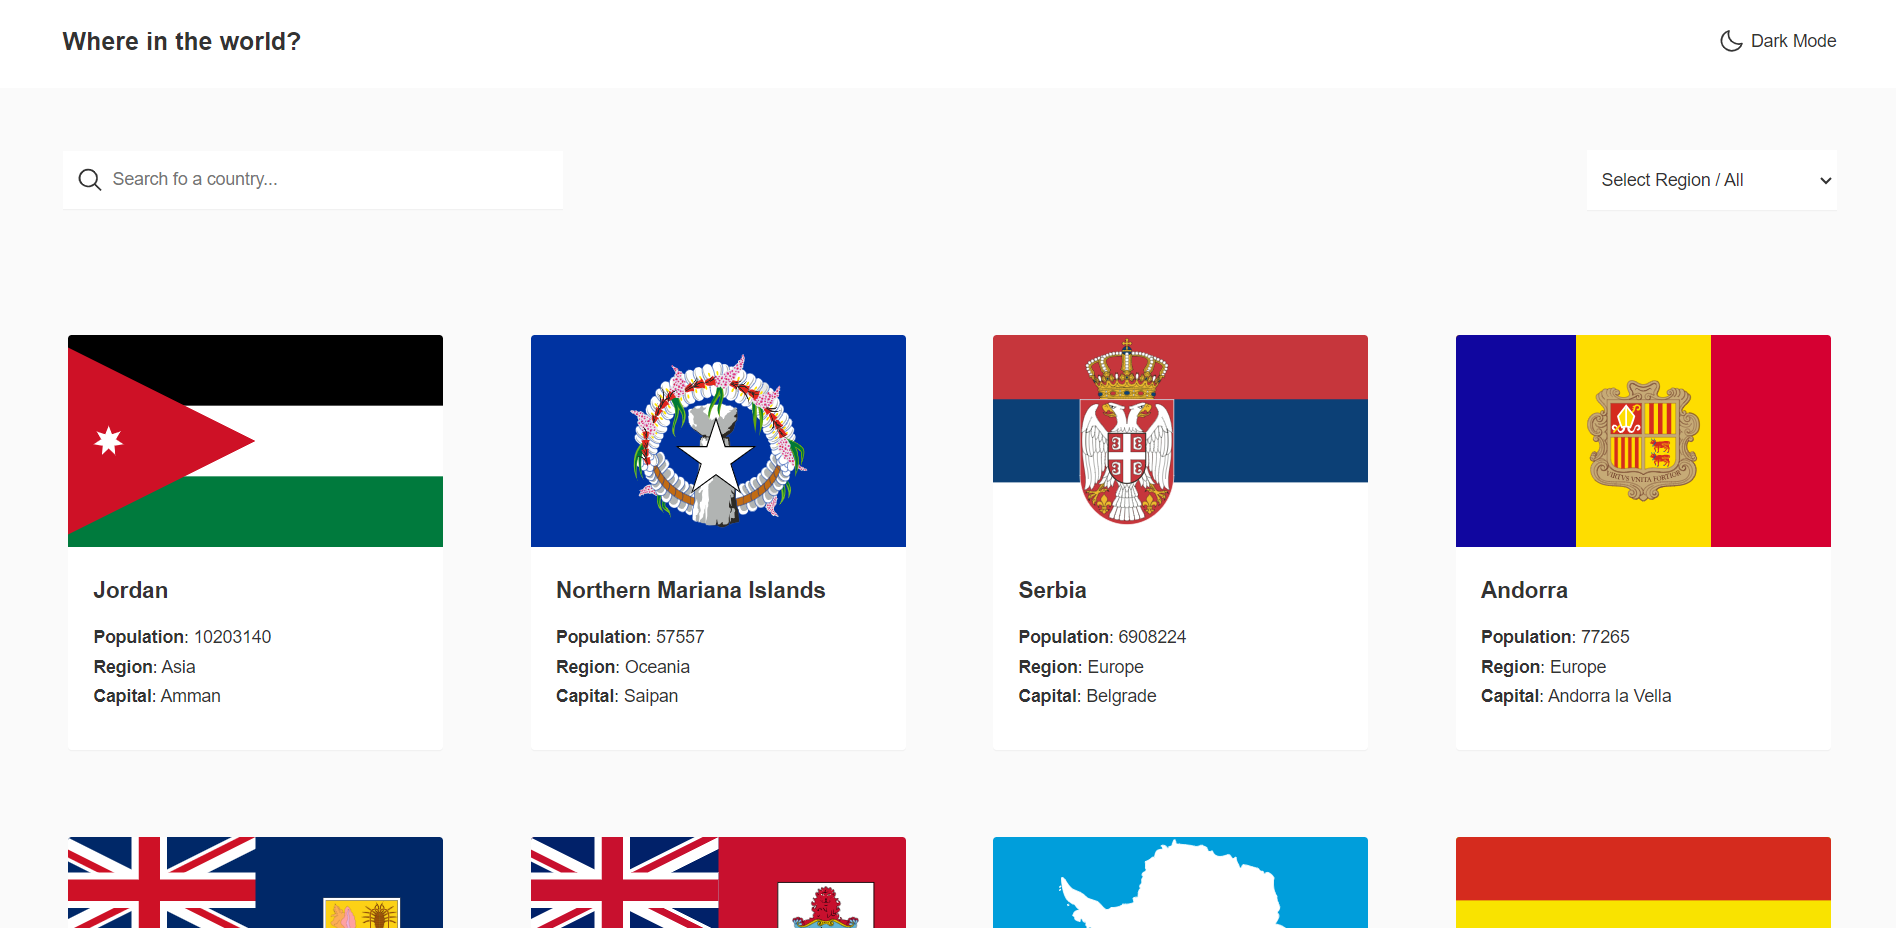 Where in the world?
Dark Mode
Search fo a country...
Select Region / All
Jordan
Population: 10203140
Region: Asia
Capital: Amman
Northern Mariana Islands
Population: 57557
Region: Oceania
Capital: Saipan
Serbia
Population: 6908224
Region: Europe
Capital: Belgrade
VIRTVS VNITA FORTIOR
Andorra
Population: 77265
Region: Europe
Capital: Andorra la Vella